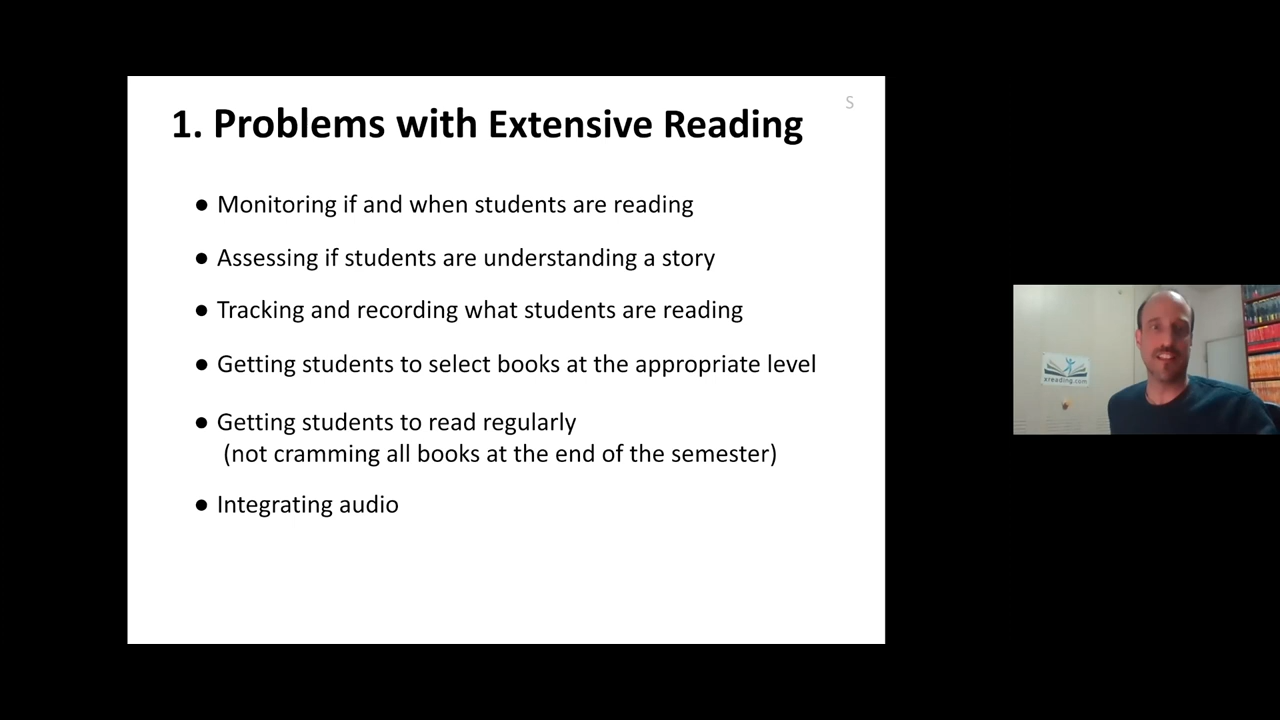 S
1. Problems with Extensive Reading
● Monitoring if and when students are reading
● Assessing if students are understanding a story
● Tracking and recording what students are reading
● Getting students to select books at the appropriate level
● Getting students to read regularly
(not cramming all books at the end of the semester)
● Integrating audio
xreading.com